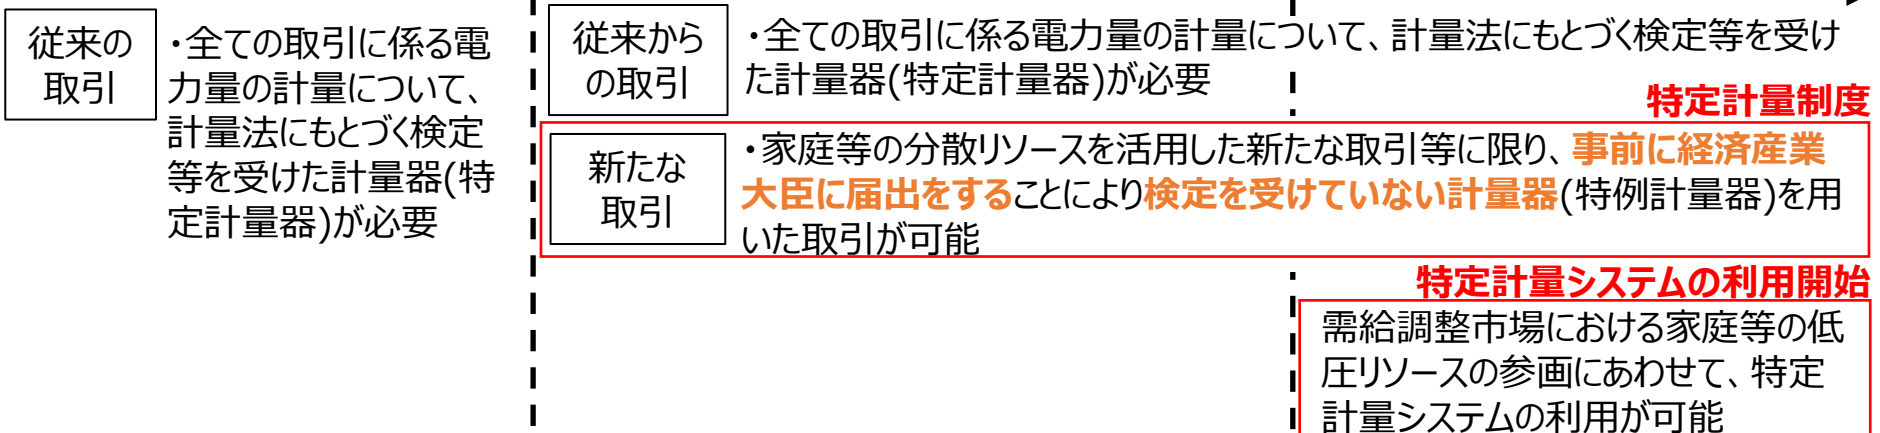 従来の
取引
・全ての取引に係る電
力量の計量について、
計量法にもとづく検定
等を受けた計量器(特
定計量器)が必要
従来から
の取引
・全ての取引に係る電力量の計量について、計量法にもとづく検定等を受け
た計量器(特定計量器)が必要
特定計量制度
新たな
取引
・家庭等の分散リソースを活用した新たな取引等に限り、事前に経済産業
大臣に届出をすることにより検定を受けていない計量器(特例計量器)を用
いた取引が可能
特定計量システムの利用開始
需給調整市場における家庭等の低
圧リソースの参画にあわせて、特定
計量システムの利用が可能